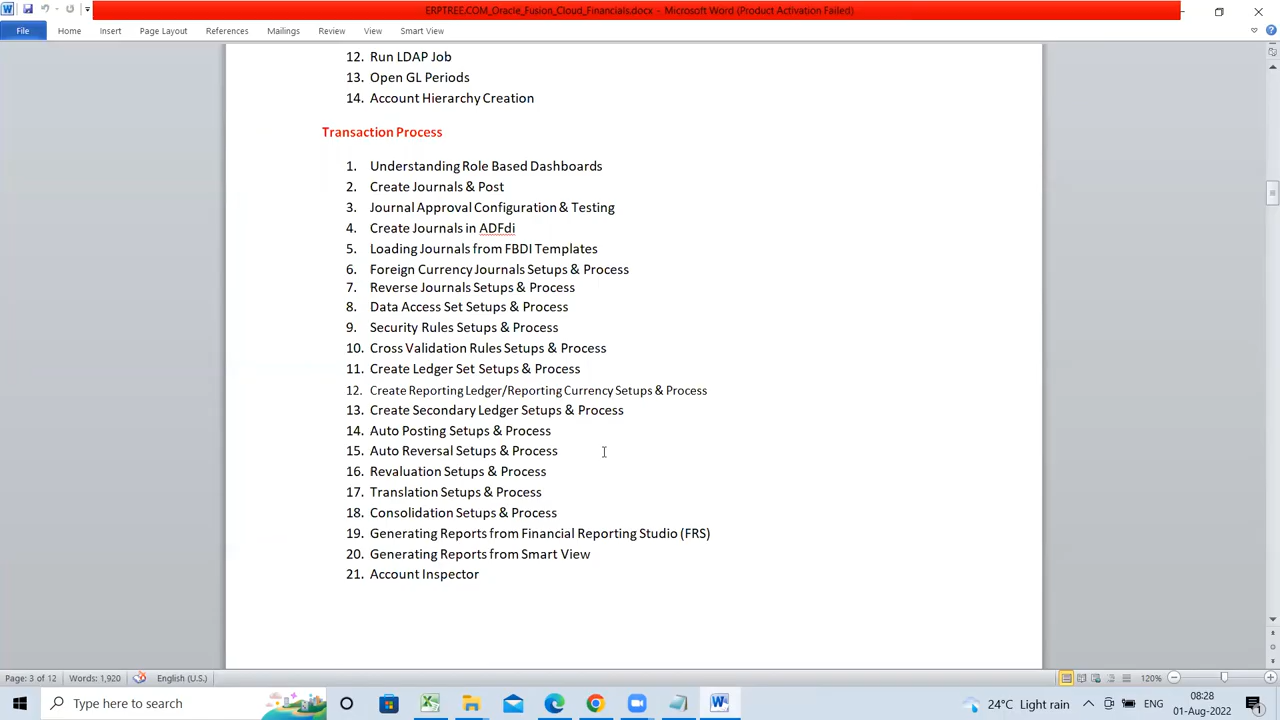 ERPTREE.COM_Oracle_Fusion_Cloud_Financials.docx - Microsoft Word (Product Activation Failed)
File Home Insert Page Layout References Mailings Review View Smart View
12. Run LDAP Job
13. Open GL Periods
14. Account Hierarchy Creation
Transaction Process
1. Understanding Role Based Dashboards
2. Create Journals & Post
3. Journal Approval Configuration & Testing
4. Create Journals in ADFdi
5. Loading Journals from FBDI Templates
6. Foreign Currency Journals Setups & Process
7. Reverse Journals Setups & Process
8. Data Access Set Setups & Process
9. Security Rules Setups & Process
10. Cross Validation Rules Setups & Process
11. Create Ledger Set Setups & Process
12. Create Reporting Ledger/Reporting Currency Setups & Process
13. Create Secondary Ledger Setups & Process
14. Auto Posting Setups & Process
15. Auto Reversal Setups & Process
16. Revaluation Setups & Process
17. Translation Setups & Process
18. Consolidation Setups & Process
19. Generating Reports from Financial Reporting Studio (FRS)
20. Generating Reports from Smart View
21. Account Inspector
Page: 3 of 12 Words: 1,920 English (U.S.) 120%
Type here to search 24°C Light rain ENG 08:28
01-Aug-2022